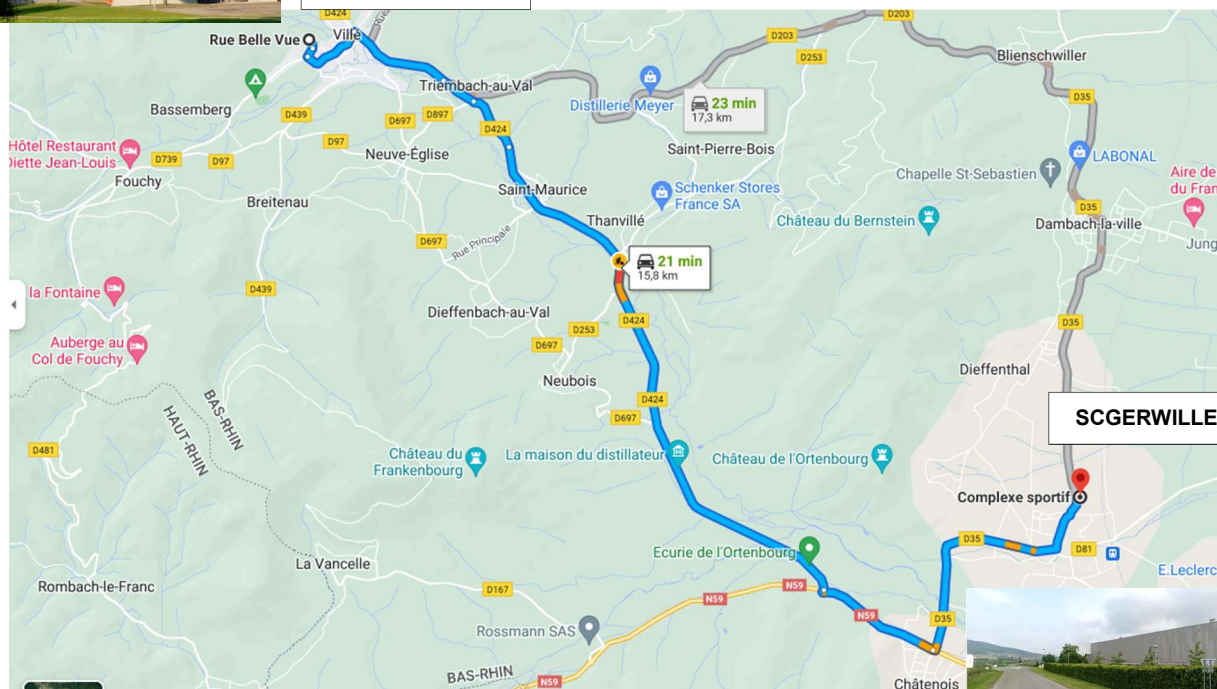 D424
Rue
D203
Rue Belle Vue
Ville
D203
D253
Blienschwiller
Triembach-au-Val
Distillerie Meyer
23 min
17,3 km
D35
Bassemberg
D439
D697
D897
D424
D97
Hôtel Restaurant
Diette Jean-Louis
D739
D97
Neuve-Église
Saint-Pierre-Bois
LABONAL
Fouchy
Chapelle St-Sebastien
Aire de
du Fran
Breitenau
Saint-Maurice
Schenker Stores
France SA
Thanvillé
Château du Bernstein
D35
Dambach-la-ville
Jung
D697
Rue Principale
21 min
15,8 km
la Fontaine
D439
Dieffenbach-au-Val
D253
D424
D35
Auberge au
Col de Fouchy
D697
Neubois
Dieffenthal
BAS-RHIN
HAUT-RHIN
D424
D697
SCGERWILLE
D481
Château du
Frankenbourg
La maison du distillateur
Château de l'Ortenbourg
Complexe sportif
Ecurie de l'Ortenbourg
D35
D81
La Vancelle
E.Leclerc
Rombach-le-Franc
D167
N59
N59
D35
Rossmann SAS
BAS-RHIN
N59
Châtenois